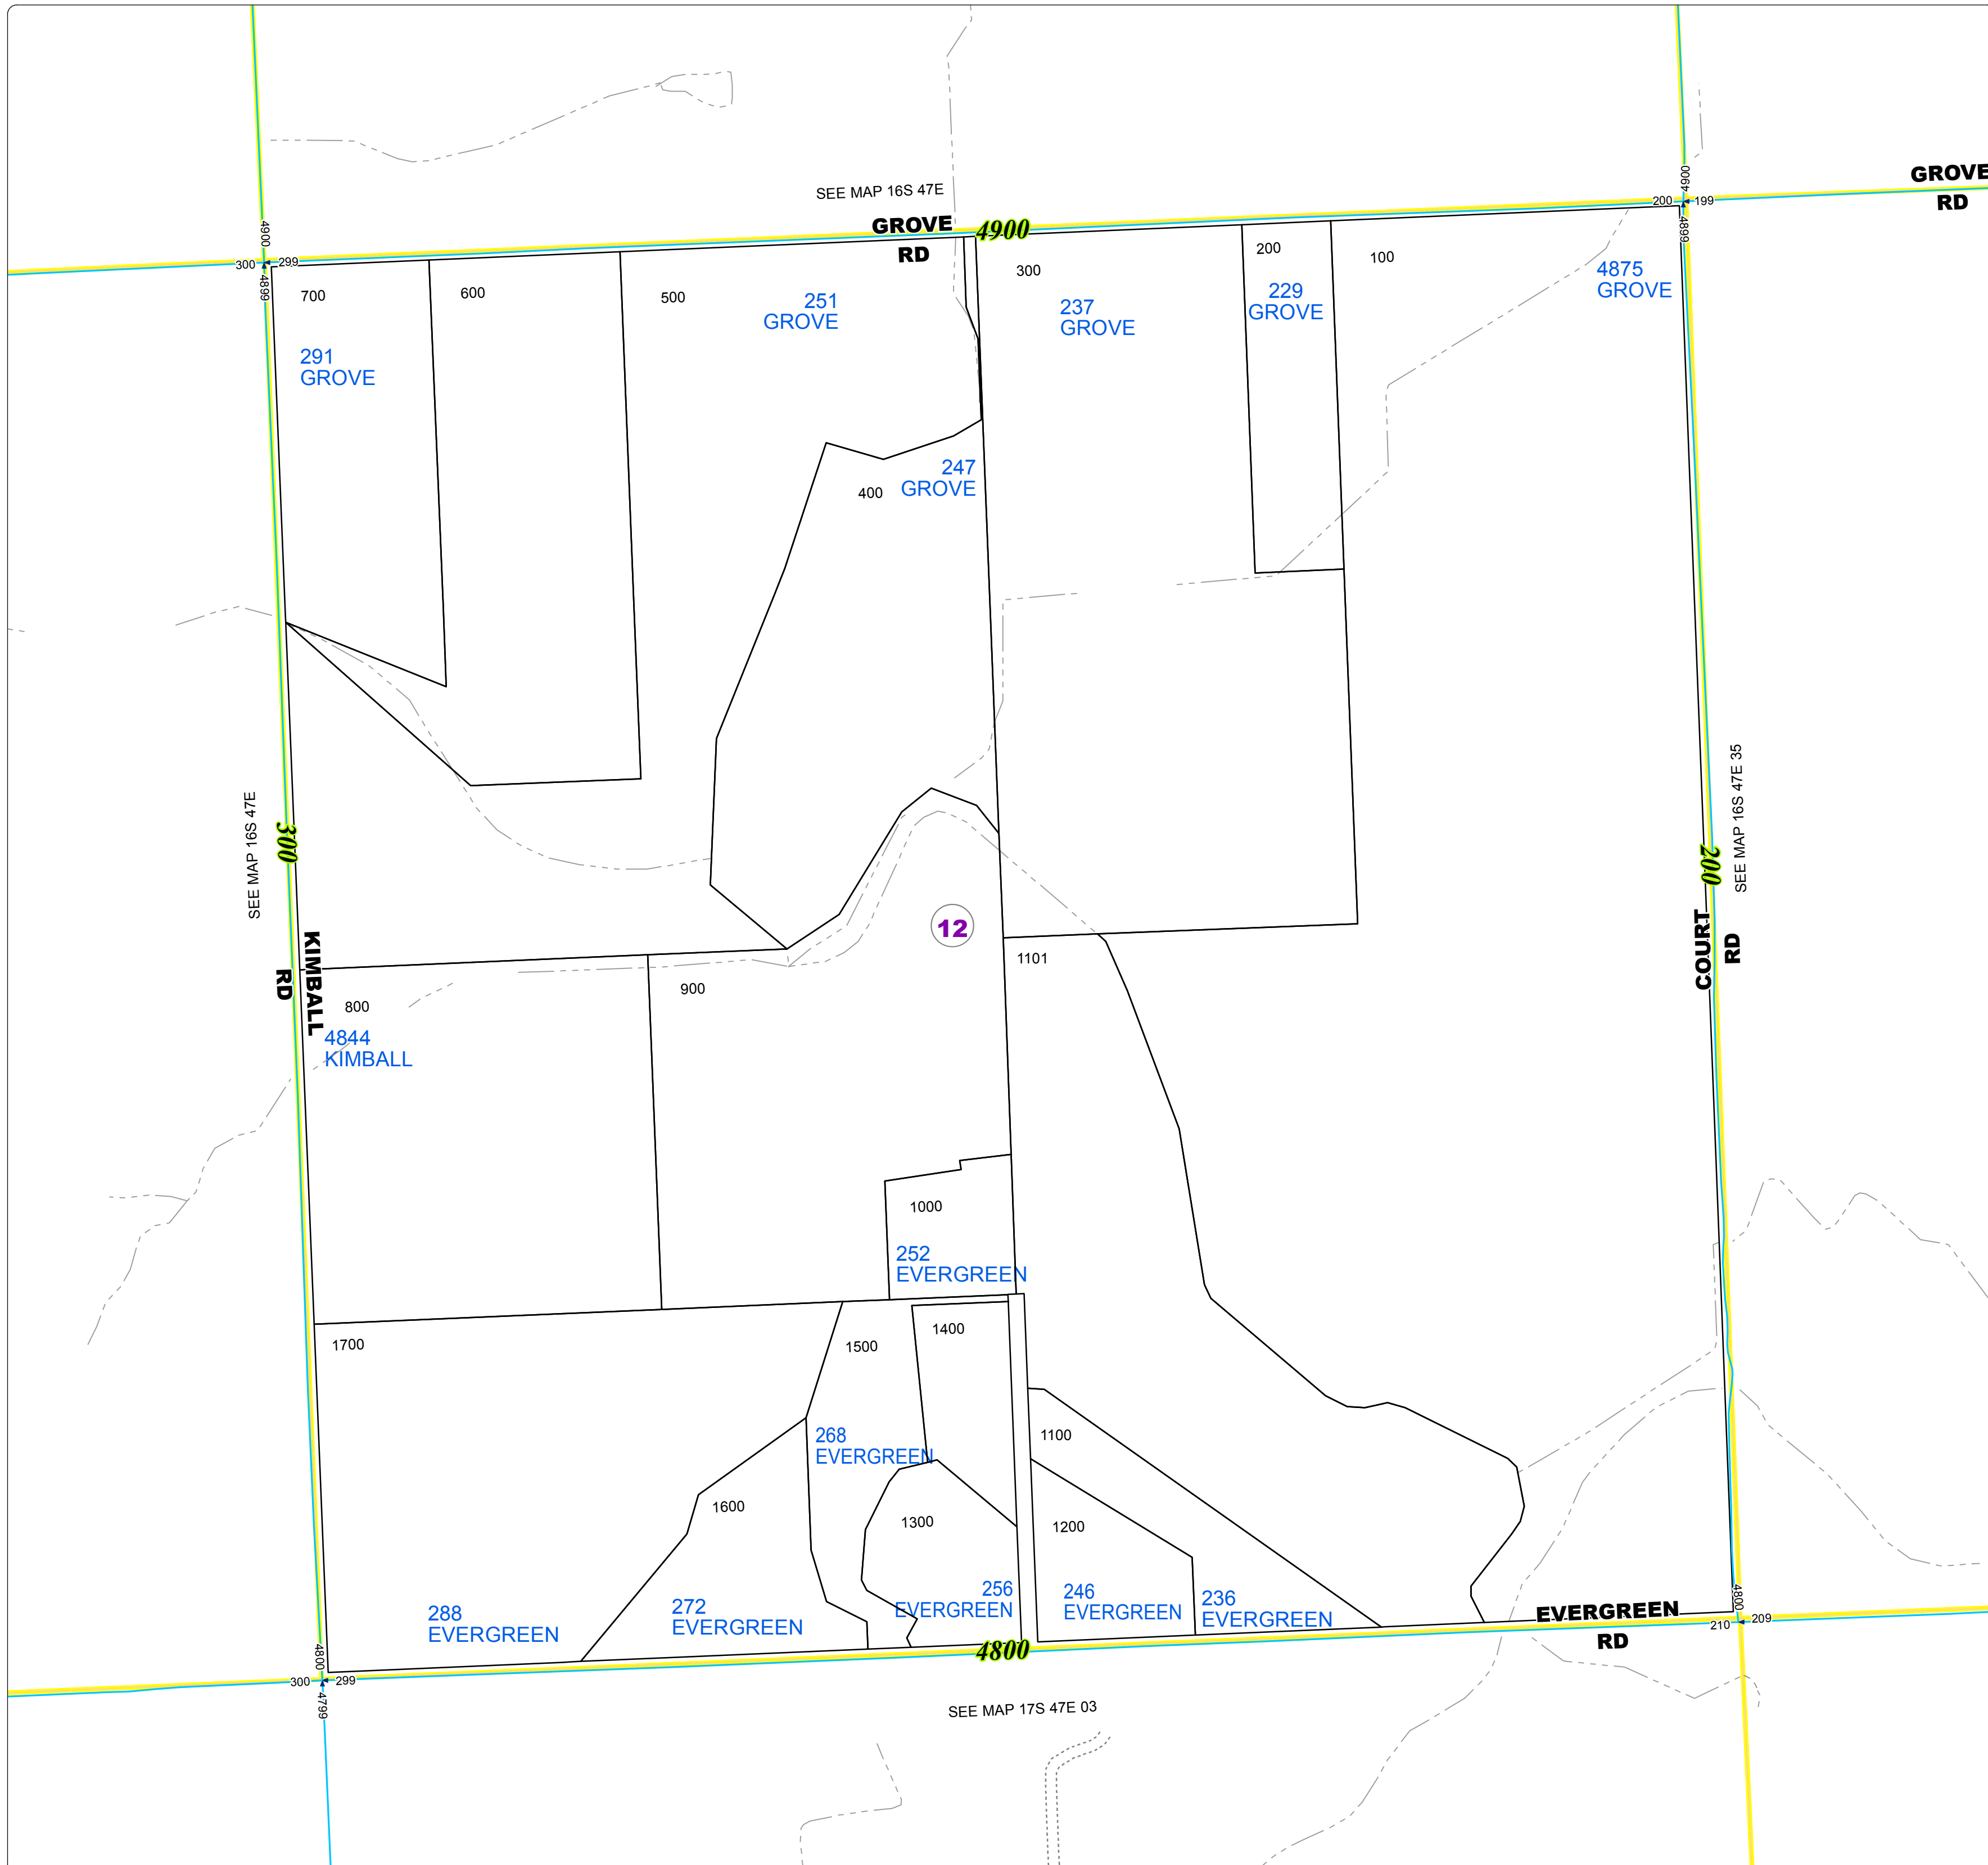 4900
GROVE
RD
SEE MAP 16S 47E
GROVE
RD
4900
200
199
4899
4900
300
299
4899
700
600
500
251
GROVE
300
237
GROVE
200
229
GROVE
100
4875
GROVE
291
GROVE
400
247
GROVE
SEE MAP 16S 47E
300
KIMBALL
RD
200
SEE MAP 16S 47E 35
COURT
RD
12
1101
800
4844
KIMBALL
900
1000
252
EVERGREEN
1700
1500
1400
268
EVERGREEN
1100
1600
1300
1200
288
EVERGREEN
272
EVERGREEN
256
EVERGREEN
246
EVERGREEN
236
EVERGREEN
EVERGREEN
RD
4800
210
209
4800
4800
300
299
4799
SEE MAP 17S 47E 03